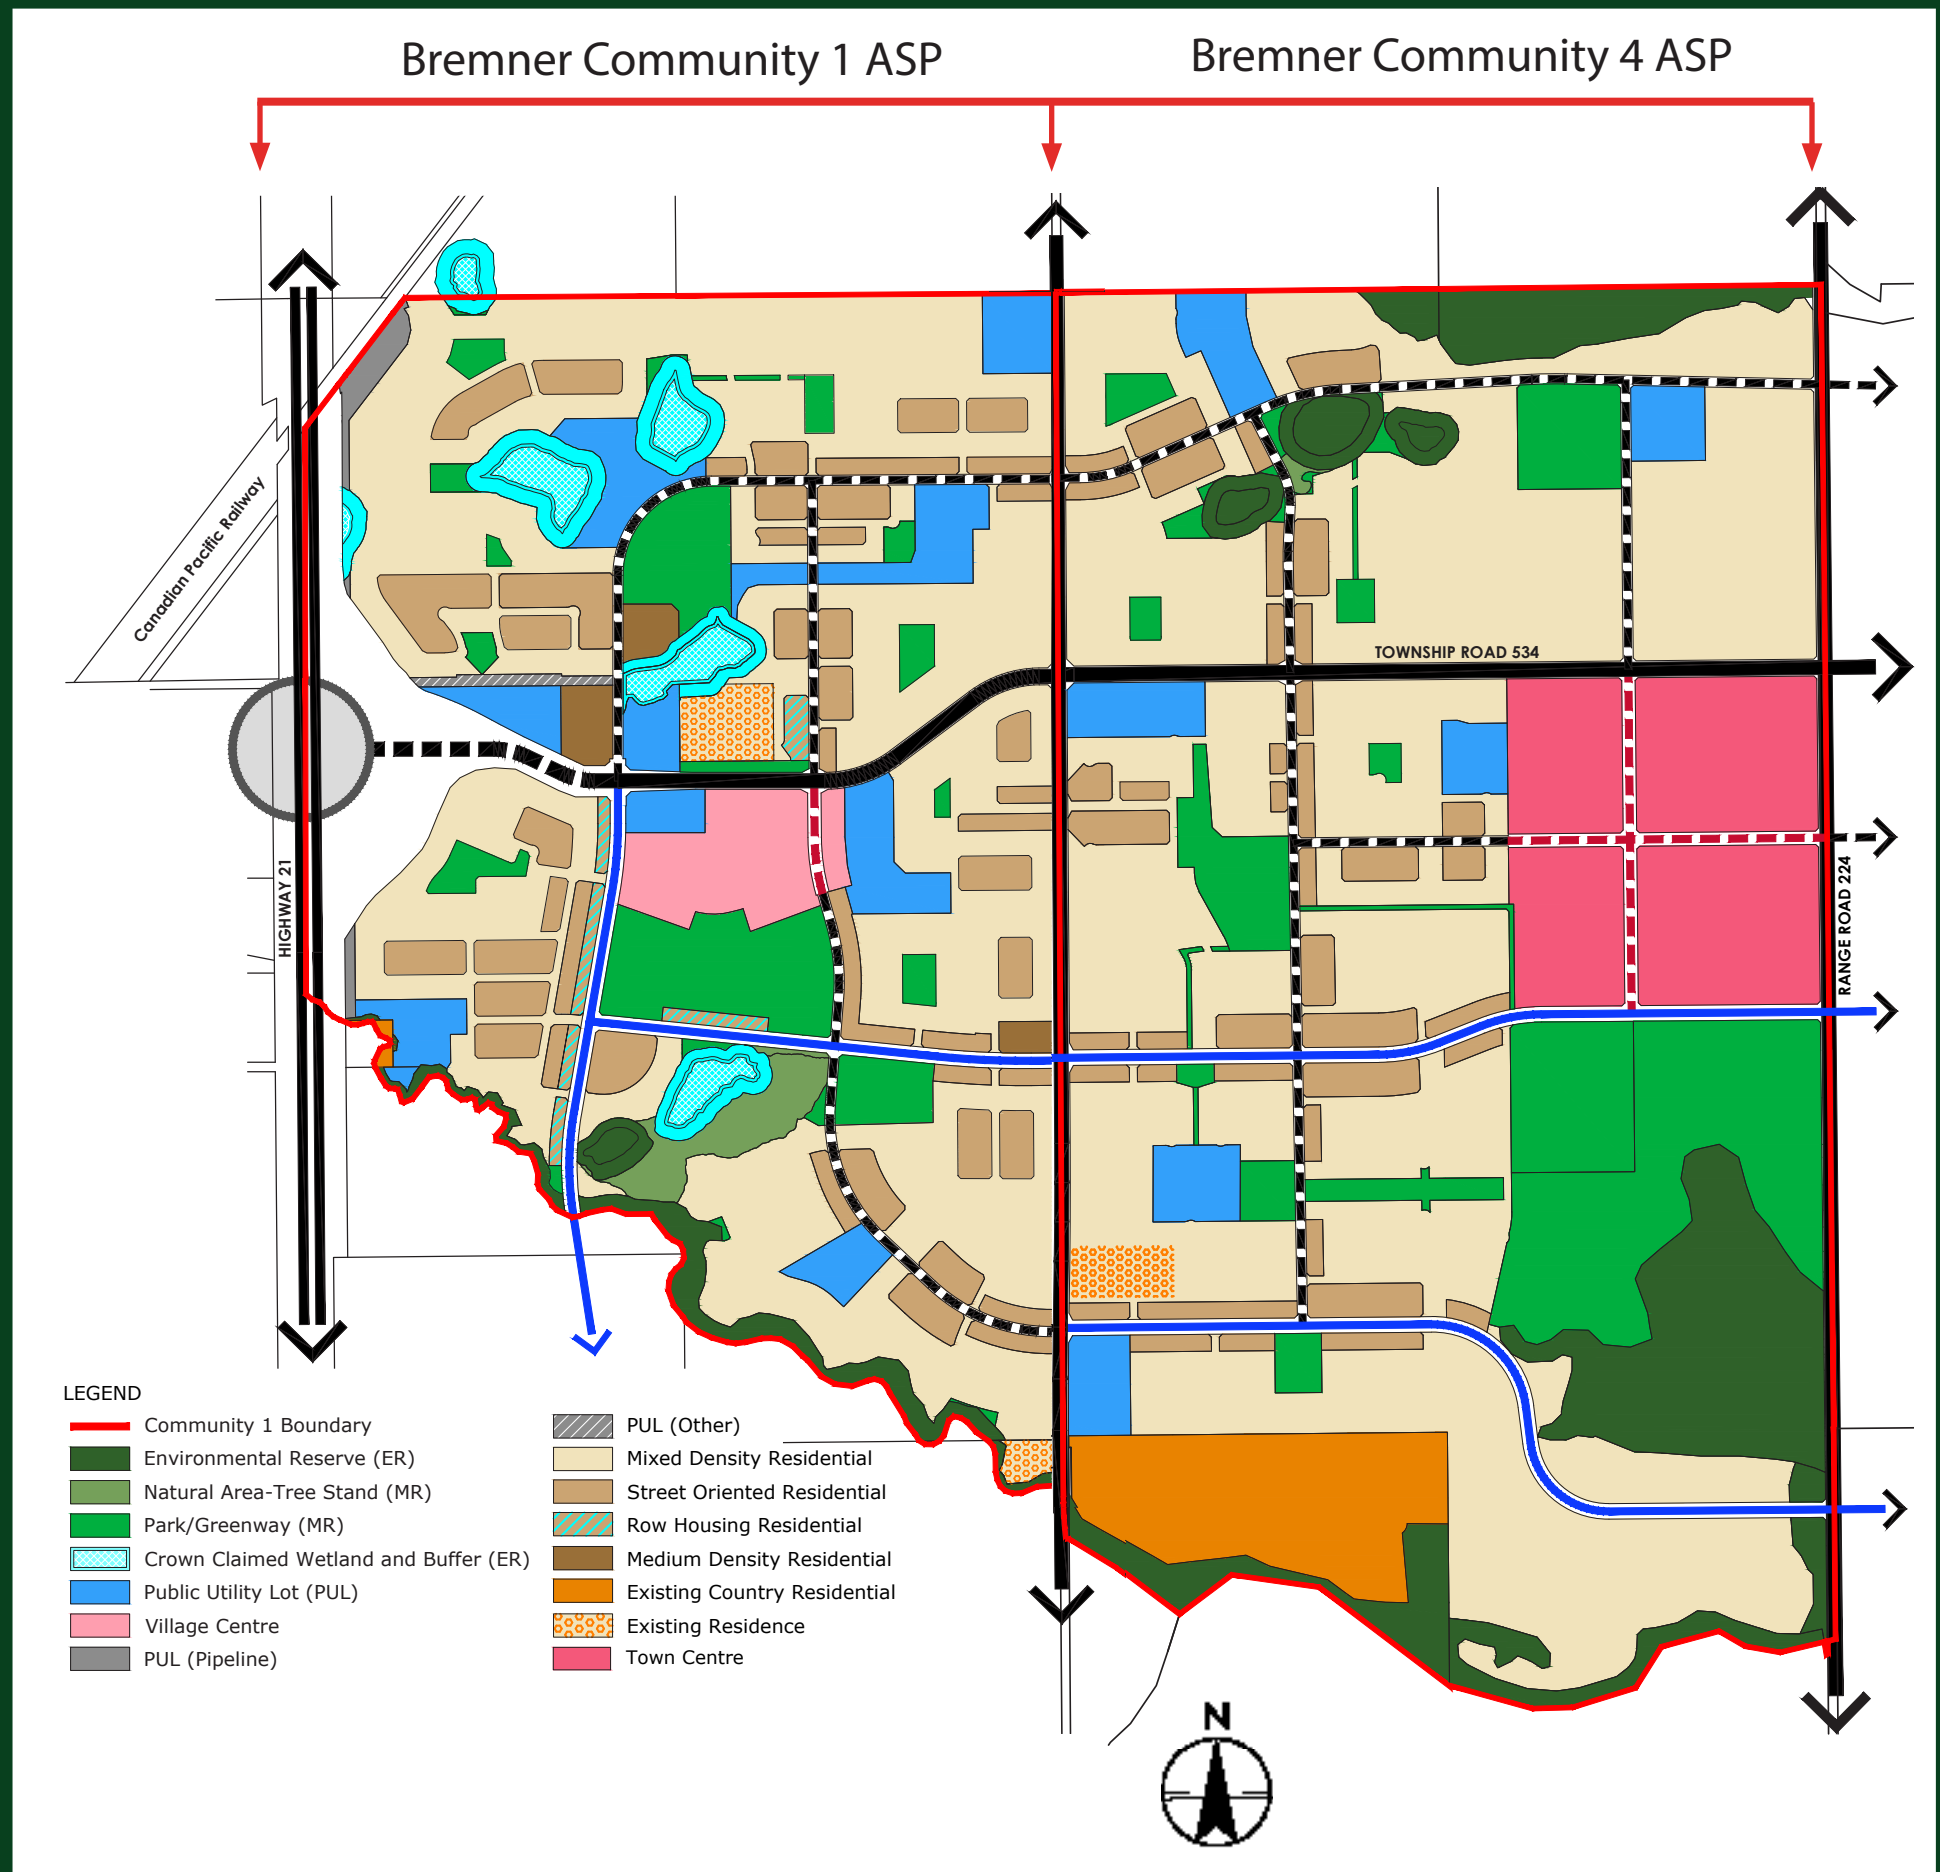 Bremner Community 1 ASP
Bremner Community 4 ASP
Canadian Pacific Railway
TOWNSHIP ROAD 534
HIGHWAY 21
RANGE ROAD 224
LEGEND
Community 1 Boundary
Environmental Reserve (ER)
Natural Area-Tree Stand (MR)
Park/Greenway (MR)
Crown Claimed Wetland and Buffer (ER)
Public Utility Lot (PUL)
Village Centre
PUL (Pipeline)
PUL (Other)
Mixed Density Residential
Street Oriented Residential
Row Housing Residential
Medium Density Residential
Existing Country Residential
Existing Residence
Town Centre
N